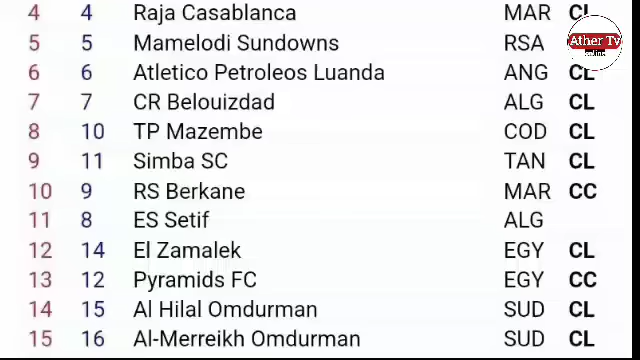 4 4 Raja Casablanca MAR CL
5 5 Mamelodi Sundowns RSA
Ather Tv
6 6 Atletico Petroleos Luanda ANG CL
7 7 CR Belouizdad ALG CL
8 10 TP Mazembe COD CL
9 11 Simba SC TAN CL
10 9 RS Berkane MAR CC
11 8 ES Setif ALG
12 14 El Zamalek EGY CL
13 12 Pyramids FC EGY CC
14 15 Al Hilal Omdurman SUD CL
15 16 Al-Merreikh Omdurman SUD CL